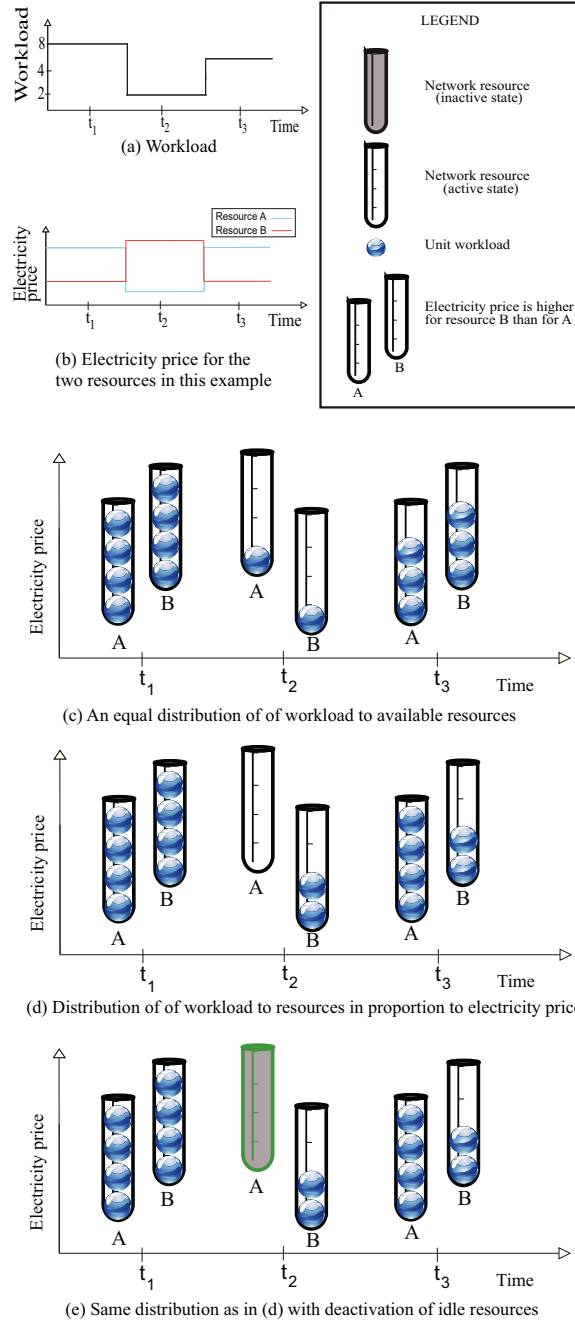 Workload
8
4
2
t1
t2
t3
Time
(a) Workload
Resource A
Resource B
Electricity
price
t1
t2
t3
Time
(b) Electricity price for the
two resources in this example
LEGEND
Network resource
(inactive state)
Network resource
(active state)
Unit workload
Electricity price is higher
for resource B than for A
A
B
Electricity price
A
B
A
B
A
B
t1
t2
t3
Time
(c) An equal distribution of of workload to available resources
Electricity price
A
B
A
B
A
B
t1
t2
t3
Time
(d) Distribution of of workload to resources in proportion to electricity price
Electricity price
A
B
A
B
A
B
t1
t2
t3
Time
(e) Same distribution as in (d) with deactivation of idle resources